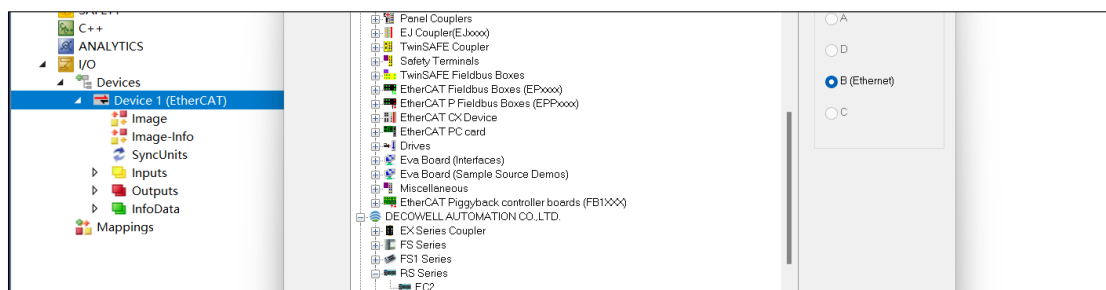 C++
ANALYTICS
I/O
Devices
Device 1 (EtherCAT)
Image
Image-Info
SyncUnits
Inputs
Outputs
InfoData
Mappings
Panel Couplers
EJ Coupler(EJxxxx)
TwinSAFE Coupler
Safety Terminals
TwinSAFE Fieldbus Boxes
EtherCAT Fieldbus Boxes (EPxxxx)
EtherCAT P Fieldbus Boxes (EPPxxxx)
EtherCAT CX Device
EtherCAT PC card
Drives
Eva Board (Interfaces)
Eva Board (Sample Source Demos)
Miscellaneous
EtherCAT Piggyback controller boards (FB1XXX)
DECOWELL AUTOMATION CO.,LTD.
EX Series Coupler
FS Series
FS1 Series
RS Series
EC2
A
D
B (Ethernet)
C